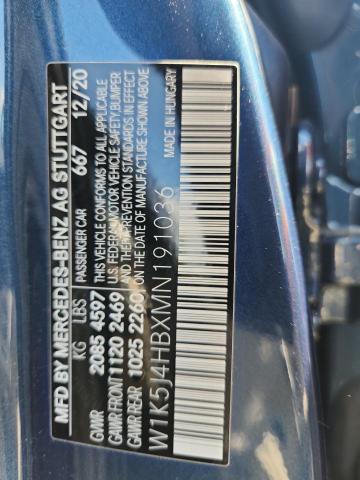 MFD BY MERCEDES-BENZ AG STUTTGART
KG LBS PASSENGER CAR 667 12/20
GVWR 2085 4597 THIS VEHICLE CONFORMS TO ALL APPLICABLE
GAWR FRONT 1120 2469 U.S. FEDERAL MOTOR VEHICLE SAFETY, BUMPER
GAWR REAR 1025 2260 AND THEFT PREVENTION STANDARDS IN EFFECT
ON THE DATE OF MANUFACTURE SHOWN ABOVE
W1K5J4HBXMN191036
MADE IN HUNGARY